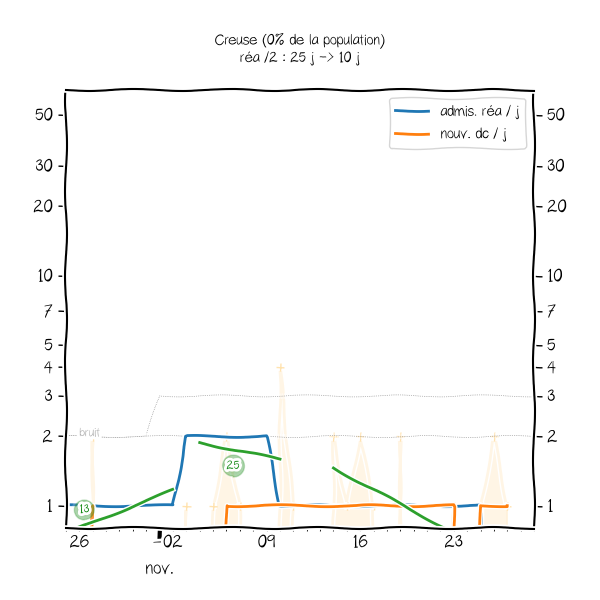 Creuse (0% de la population)
réa /2 : 25 j -> 10 j
admis. réa / j
nouv. dc / j
50 50
30 30
20 20
10 10
7 7
5 5
4 4
3 3
bruit
2 2
25
1 13 1
26 02 09 16 23
nov.